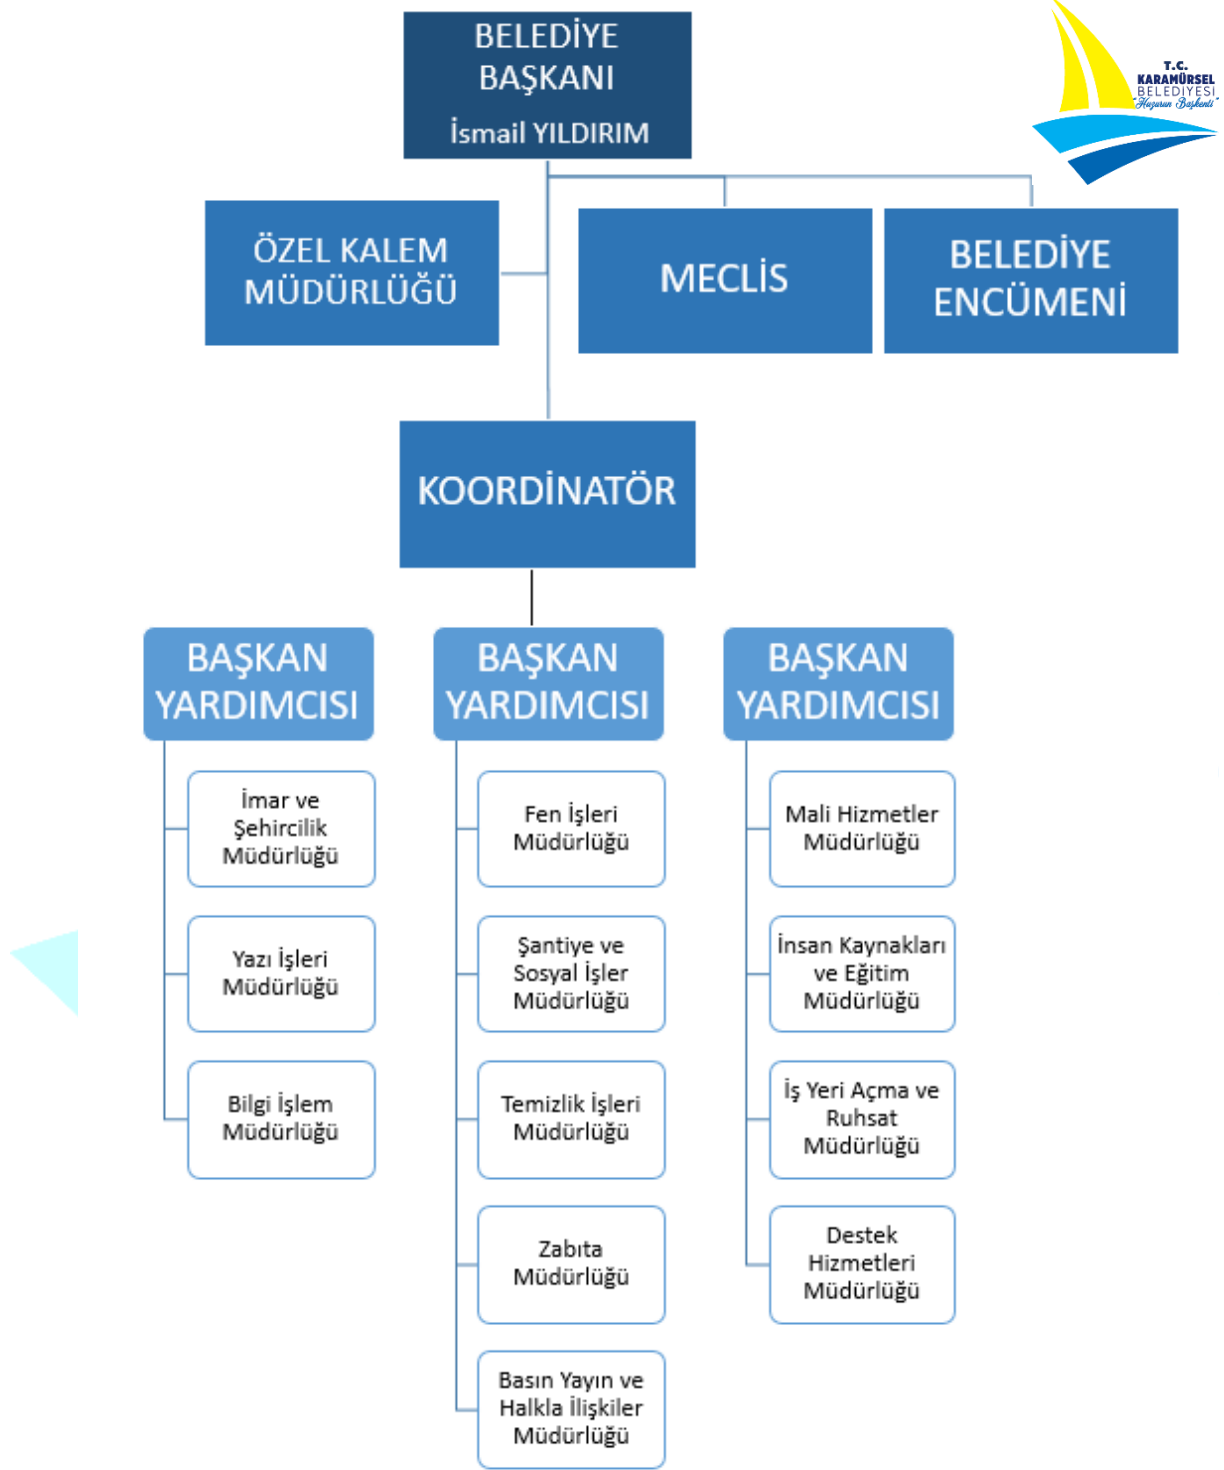 BELEDİYE
BAŞKANI
İsmail YILDIRIM
T.C.
KARAMÜRSEL
BELEDİYESİ
"Huzurun Başkenti"
ÖZEL KALEM
MÜDÜRLÜĞÜ
MECLİS
BELEDİYE
ENCÜMENİ
KOORDİNATÖR
BAŞKAN
YARDIMCISI
İmar ve
Şehircilik
Müdürlüğü
Yazı İşleri
Müdürlüğü
Bilgi İşlem
Müdürlüğü
BAŞKAN
YARDIMCISI
Fen İşleri
Müdürlüğü
Şantiye ve
Sosyal İşler
Müdürlüğü
Temizlik İşleri
Müdürlüğü
Zabıta
Müdürlüğü
Basın Yayın ve
Halkla İlişkiler
Müdürlüğü
BAŞKAN
YARDIMCISI
Mali Hizmetler
Müdürlüğü
İnsan Kaynakları
ve Eğitim
Müdürlüğü
İş Yeri Açma ve
Ruhsat
Müdürlüğü
Destek
Hizmetleri
Müdürlüğü